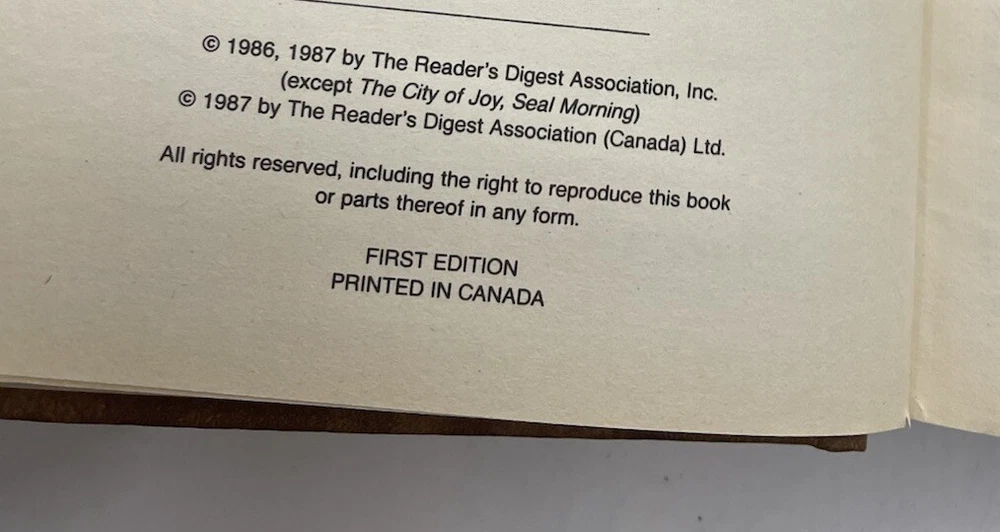 © 1986, 1987 by The Reader's Digest Association, Inc.
(except The City of Joy, Seal Morning)
© 1987 by The Reader's Digest Association (Canada) Ltd.
All rights reserved, including the right to reproduce this book
or parts thereof in any form.
FIRST EDITION
PRINTED IN CANADA